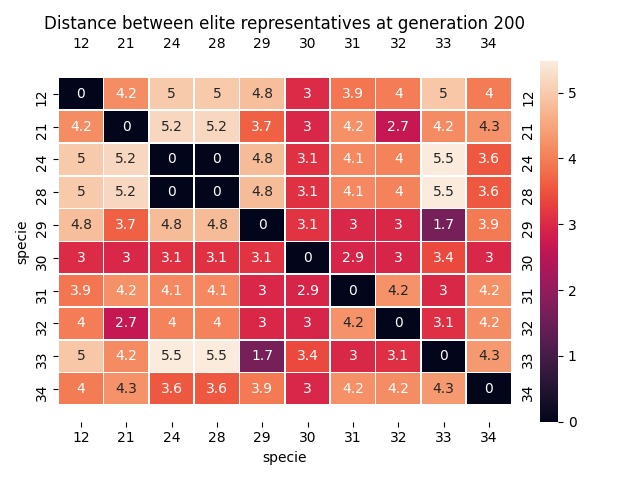 Distance between elite representatives at generation 200
12 21 24 28 29 30 31 32 33 34
12 0 4.2 5 5 4.8 3 3.9 4 5 4 12
21 4.2 0 5.2 5.2 3.7 3 4.2 2.7 4.2 4.3 21
24 5 5.2 0 0 4.8 3.1 4.1 4 5.5 3.6 24
28 5 5.2 0 0 4.8 3.1 4.1 4 5.5 3.6 28
29 4.8 3.7 4.8 4.8 0 3.1 3 3 1.7 3.9 29
30 3 3 3.1 3.1 3.1 0 2.9 3 3.4 3 30
31 3.9 4.2 4.1 4.1 3 2.9 0 4.2 3 4.2 31
32 4 2.7 4 4 3 3 4.2 0 3.1 4.2 32
33 5 4.2 5.5 5.5 1.7 3.4 3 3.1 0 4.3 33
34 4 4.3 3.6 3.6 3.9 3 4.2 4.2 4.3 0 34
12 21 24 28 29 30 31 32 33 34
specie
specie
5
4
3
2
1
0